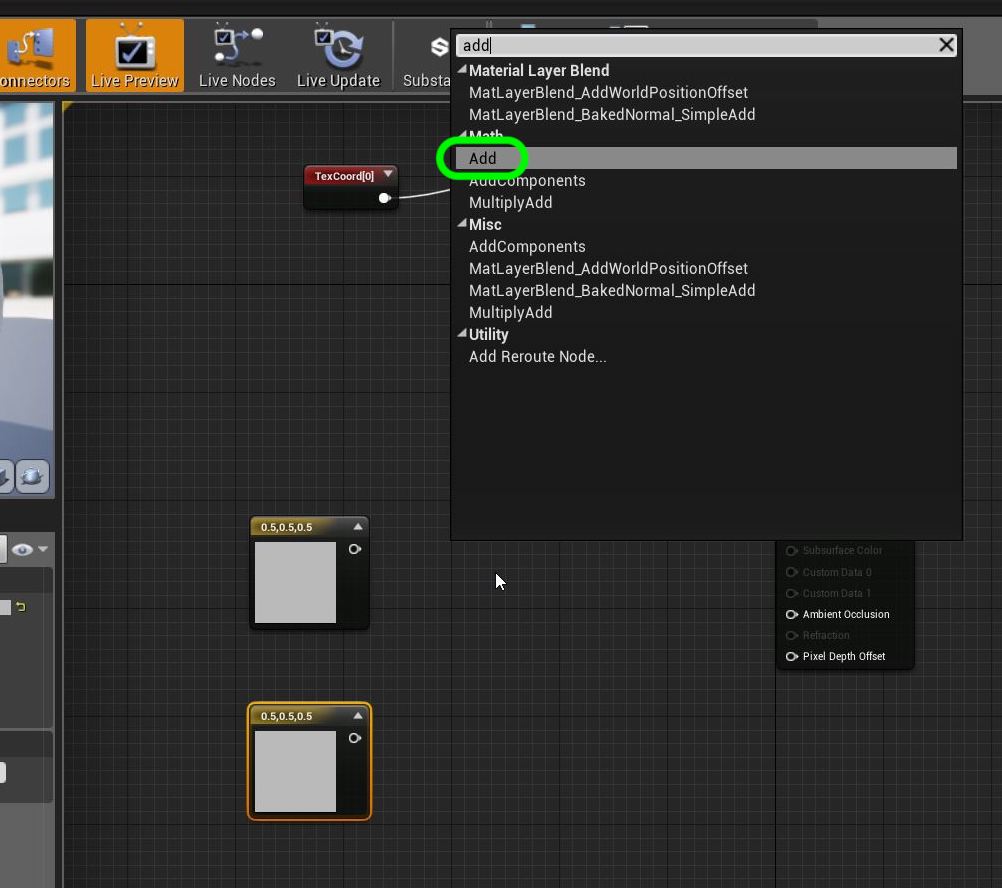 add
onnectors
Live Preview
Live Nodes
Live Update
Substa
Material Layer Blend
MatLayerBlend_AddWorldPositionOffset
MatLayerBlend_BakedNormal_SimpleAdd
Math
Add
AddComponents
MultiplyAdd
Misc
AddComponents
MatLayerBlend_AddWorldPositionOffset
MatLayerBlend_BakedNormal_SimpleAdd
MultiplyAdd
Utility
Add Reroute Node...
TexCoord[0]
0.5,0.5,0.5
Subsurface Color
Custom Data 0
Custom Data 1
Ambient Occlusion
Refraction
Pixel Depth Offset
0.5,0.5,0.5